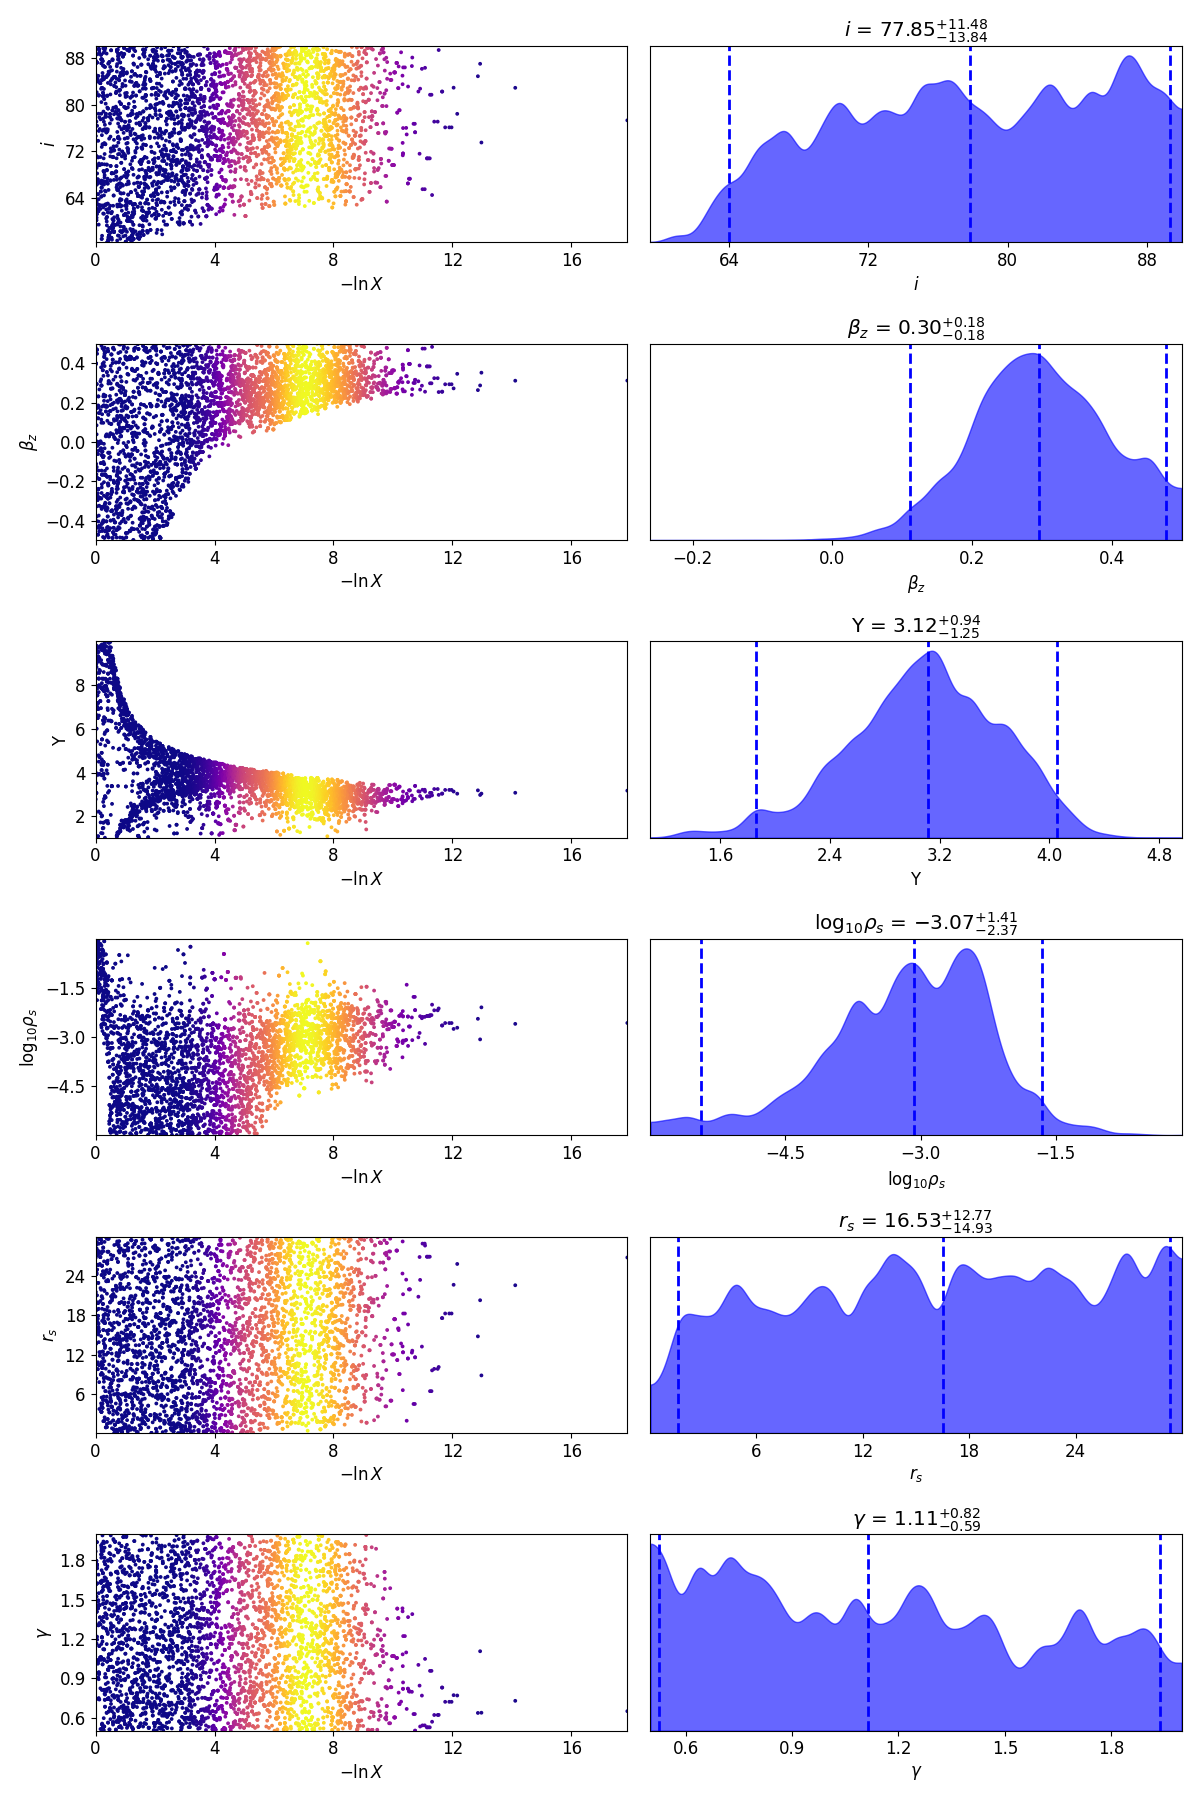 i = 77.85+11.48 −13.84
88
80
72
64
i
0 4 8 12 16
64 72 80 88
−ln X
i
βz = 0.30+0.18 −0.18
0.4
0.2
0.0
−0.2
−0.4
βz
0 4 8 12 16
−0.2 0.0 0.2 0.4
−ln X
βz
Y = 3.12+0.94 −1.25
8
6
4
2
Y
0 4 8 12 16
1.6 2.4 3.2 4.0 4.8
−ln X
Y
log10ρs = −3.07+1.41 −2.37
−1.5
−3.0
−4.5
log10ρs
0 4 8 12 16
−4.5 −3.0 −1.5
−ln X
log10ρs
rs = 16.53+12.77 −14.93
24
18
12
6
rs
0 4 8 12 16
6 12 18 24
−ln X
rs
γ = 1.11+0.82 −0.59
1.8
1.5
1.2
0.9
0.6
γ
0 4 8 12 16
0.6 0.9 1.2 1.5 1.8
−ln X
γ